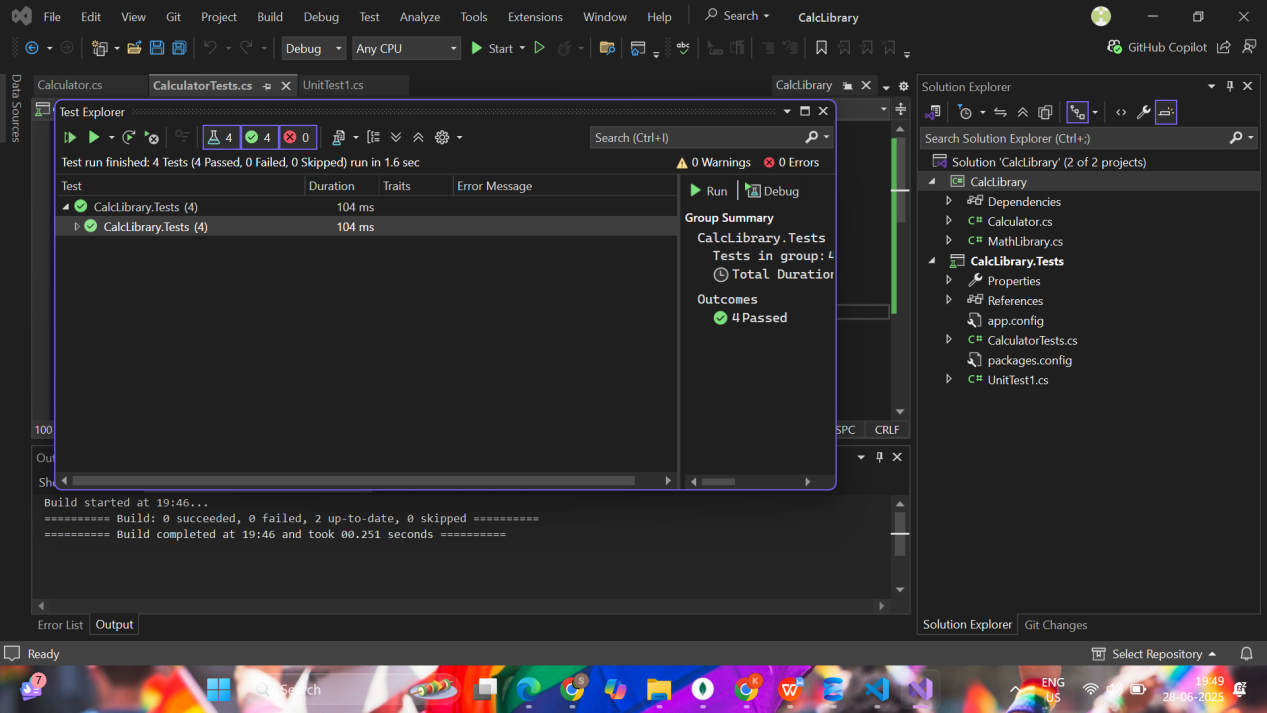 File Edit View Git Project Build Debug Test Analyze Tools Extensions Window Help Search CalcLibrary
Debug Any CPU Start abc GitHub Copilot
Data Sources
Calculator.cs CalculatorTests.cs UnitTest1.cs CalcLibrary
Test Explorer
4 4 0 Search (Ctrl+I)
Test run finished: 4 Tests (4 Passed, 0 Failed, 0 Skipped) run in 1.6 sec 0 Warnings 0 Errors
Test Duration Traits Error Message
CalcLibrary.Tests (4) 104 ms
CalcLibrary.Tests (4) 104 ms
Run Debug
Group Summary
CalcLibrary.Tests
Tests in group: 4
Total Duration
Outcomes
4 Passed
100 SPC CRLF
Build started at 19:46...
========== Build: 0 succeeded, 0 failed, 2 up-to-date, 0 skipped ==========
========== Build completed at 19:46 and took 00.251 seconds ==========
Error List Output
Solution Explorer
Search Solution Explorer (Ctrl+;)
Solution 'CalcLibrary' (2 of 2 projects)
C# CalcLibrary
Dependencies
C# Calculator.cs
C# MathLibrary.cs
CalcLibrary.Tests
Properties
References
app.config
C# CalculatorTests.cs
packages.config
C# UnitTest1.cs
Solution Explorer Git Changes
Ready Select Repository
7 Search S K W ENG 19:49
US 28-06-2025